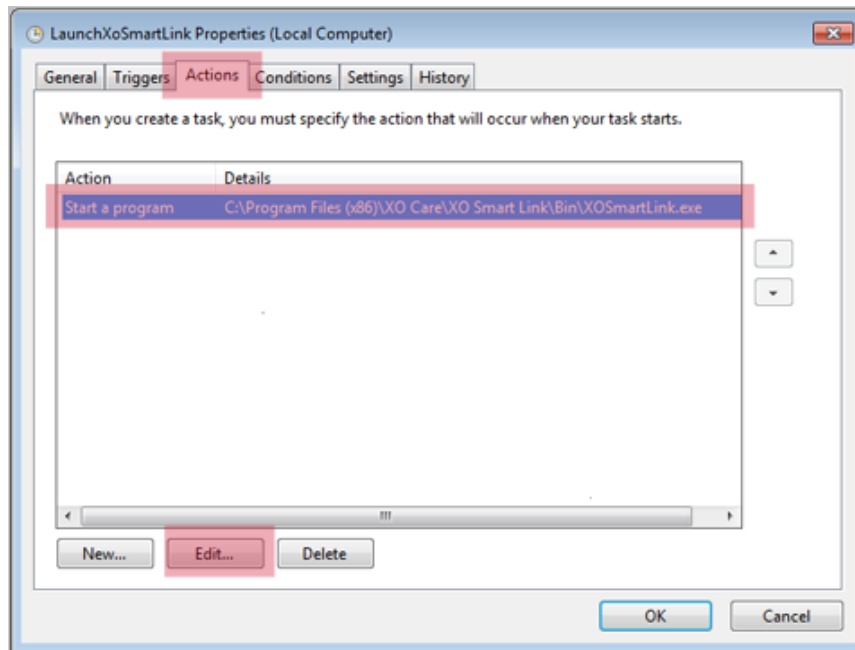 LaunchXoSmartLink Properties (Local Computer)
General Triggers Actions Conditions Settings History
When you create a task, you must specify the action that will occur when your task starts.
Action Details
Start a program C:\Program Files (x86)\XO Care\XO Smart Link\Bin\XOSmartLink.exe
New... Edit... Delete
OK Cancel